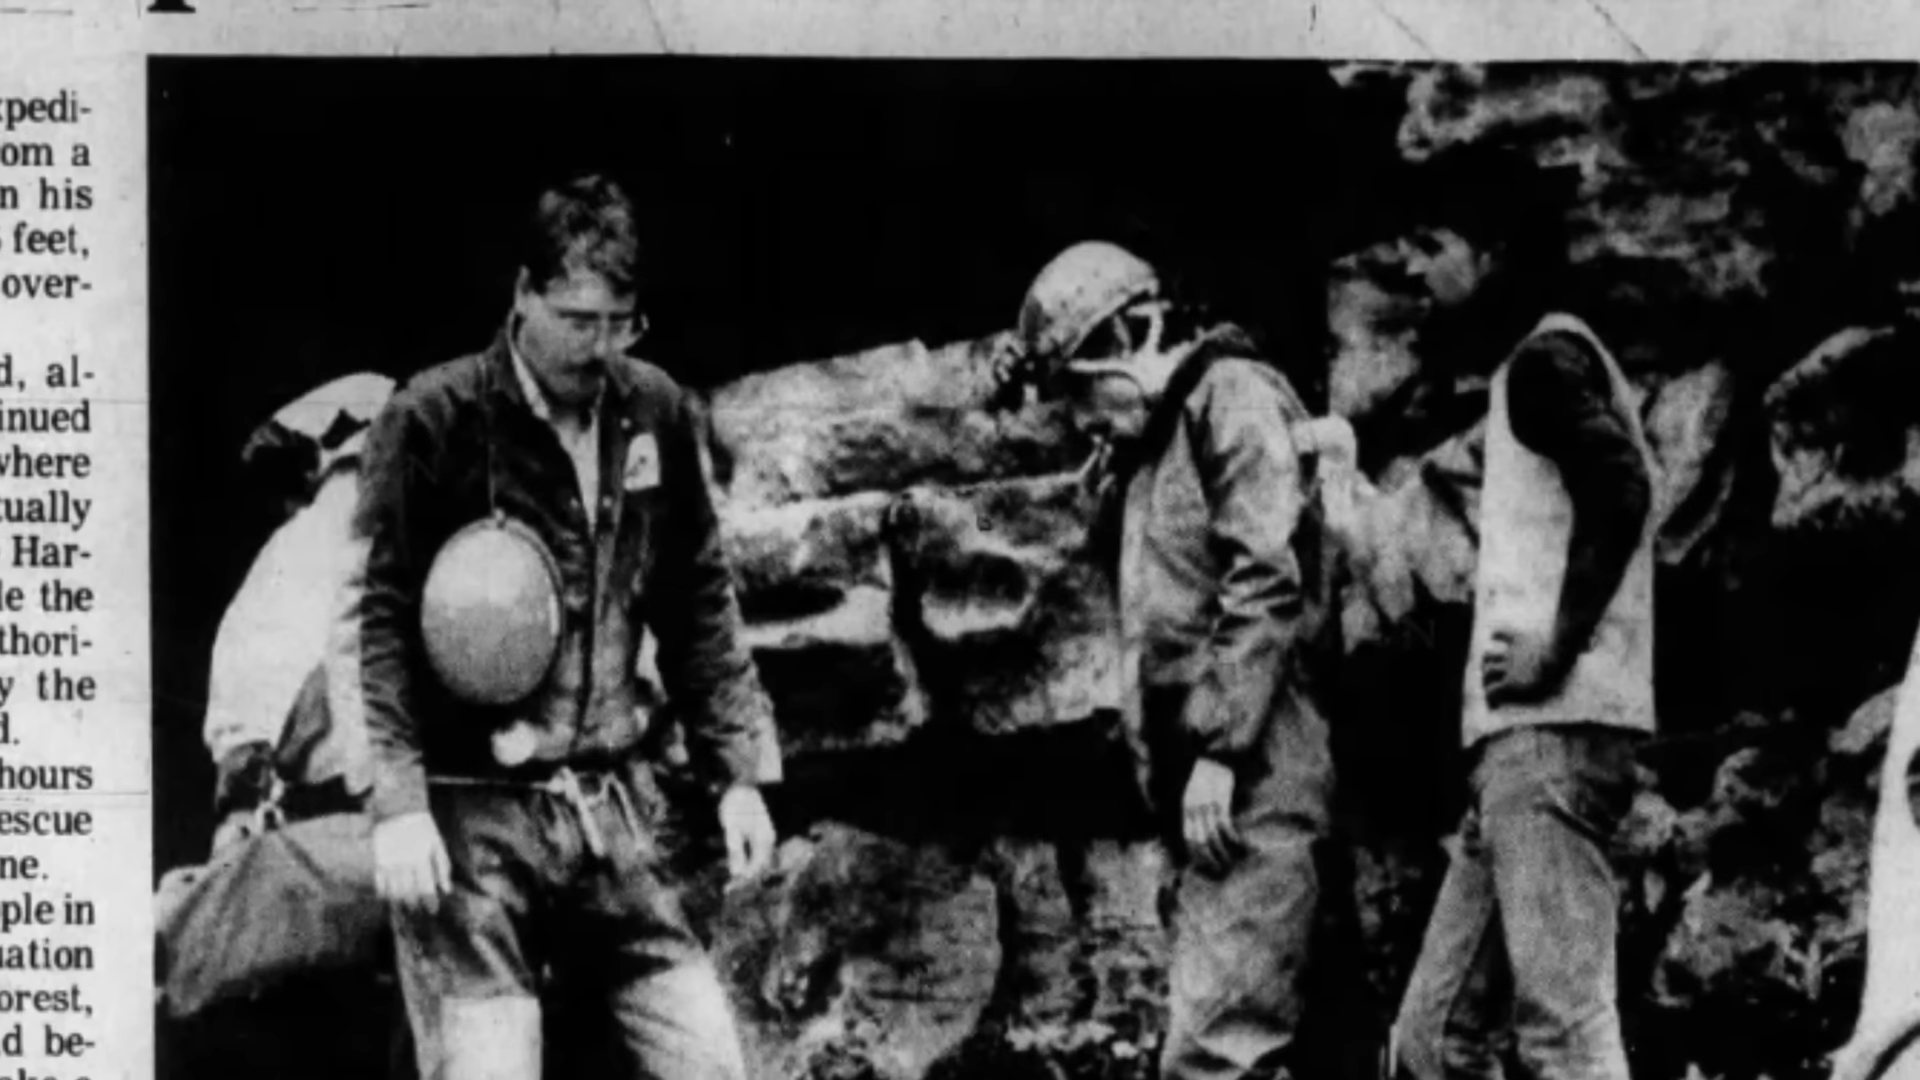 xpedi-
om a
n his
feet,
over-
d, al-
inued
where
tually
Har-
le the
thori-
y the
d.
hours
escue
ne.
ple in
uation
orest,
d be-